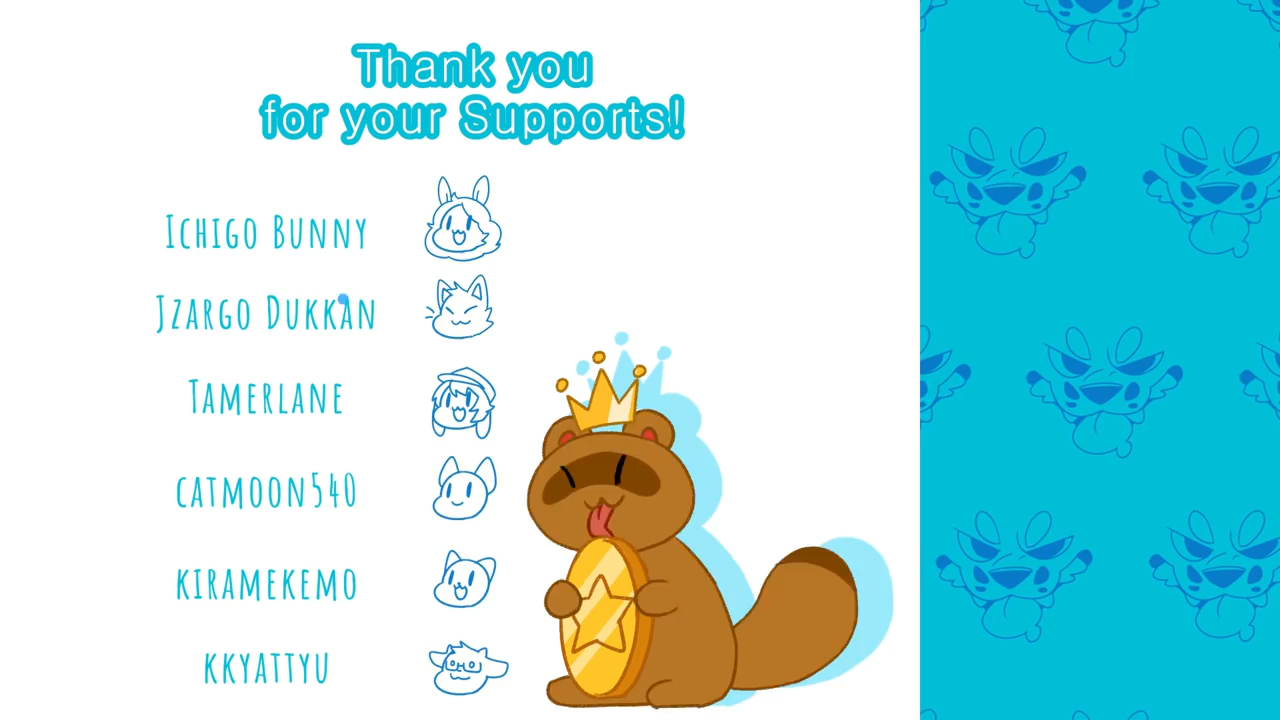 Thank you
for your Supports!
Ichigo Bunny
Jzargo Dukkan
Tamerlane
catmoon540
kiramekemo
kkyattyu